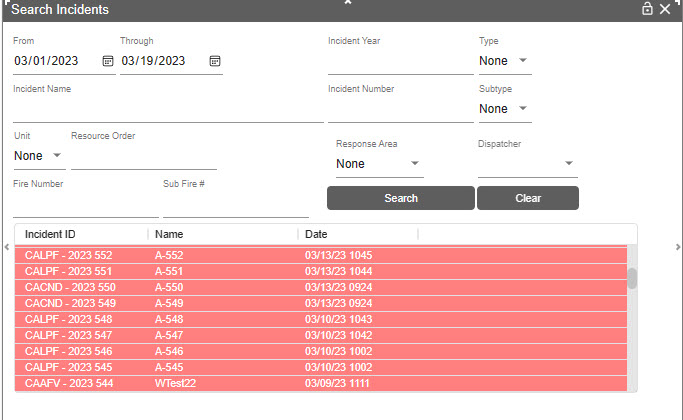 Search Incidents
From Through Incident Year Type
03/01/2023 03/19/2023 None
Incident Name Incident Number Subtype
None
Unit Resource Order Response Area Dispatcher
None None
Fire Number Sub Fire #
Search Clear
Incident ID Name Date
CALPF - 2023 552 A-552 03/13/23 1045
CALPF - 2023 551 A-551 03/13/23 1044
CACND - 2023 550 A-550 03/13/23 0924
CACND - 2023 549 A-549 03/13/23 0924
CALPF - 2023 548 A-548 03/10/23 1043
CALPF - 2023 547 A-547 03/10/23 1042
CALPF - 2023 546 A-546 03/10/23 1002
CALPF - 2023 545 A-545 03/10/23 1002
CAAFV - 2023 544 WTest22 03/09/23 1111